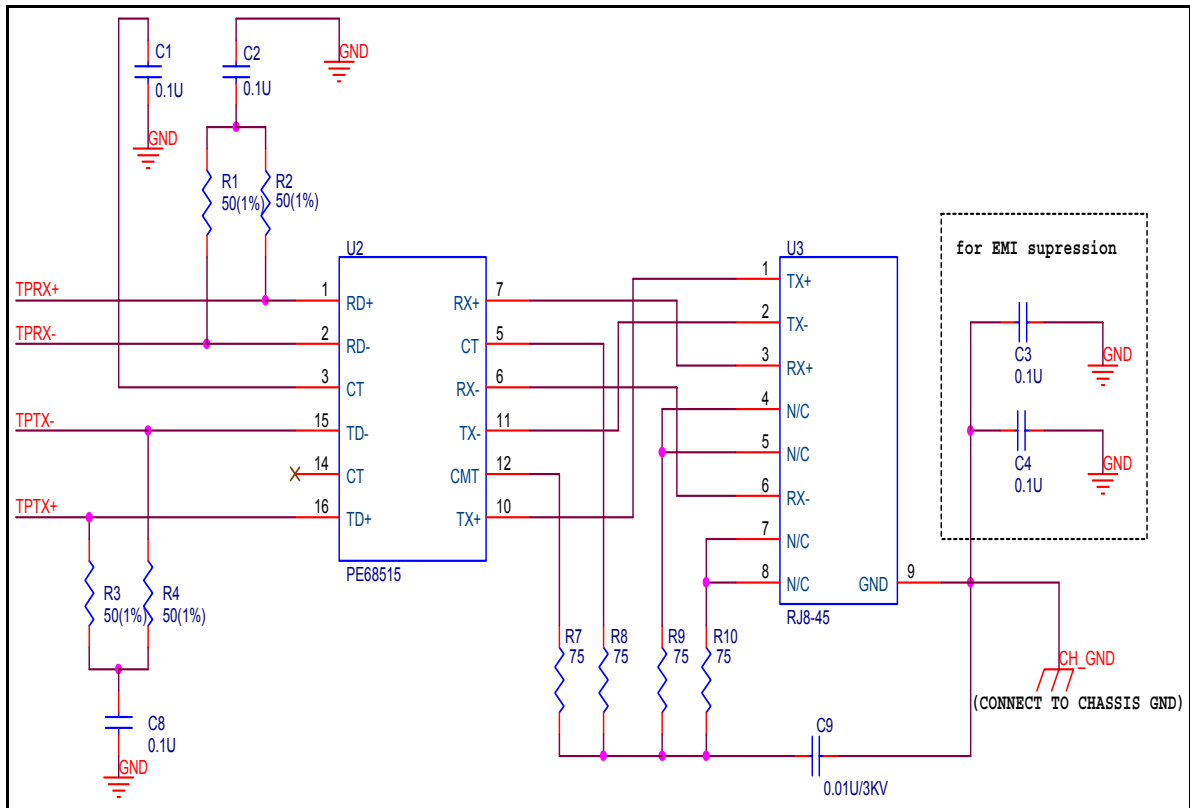 C1
0.1U
GND
C2
0.1U
GND
R1
50(1%)
R2
50(1%)
TPRX+
TPRX-
TPTX-
TPTX+
U2
1
RD+
2
RD-
3
CT
15
TD-
14
CT
16
TD+
7
RX+
5
CT
6
RX-
11
TX-
12
CMT
10
TX+
PE68515
U3
1
TX+
2
TX-
3
RX+
4
N/C
5
N/C
6
RX-
7
N/C
8
N/C
GND
9
RJ8-45
for EMI supression
C3
0.1U
GND
C4
0.1U
GND
R3
50(1%)
R4
50(1%)
C8
0.1U
GND
R7
75
R8
75
R9
75
R10
75
C9
0.01U/3KV
CH_GND
(CONNECT TO CHASSIS GND)